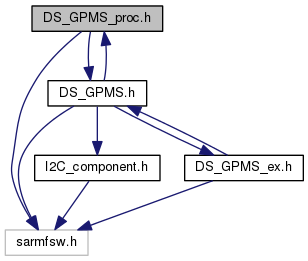 DS_GPMS_proc.h
DS_GPMS.h
I2C_component.h
DS_GPMS_ex.h
sarmfsw.h